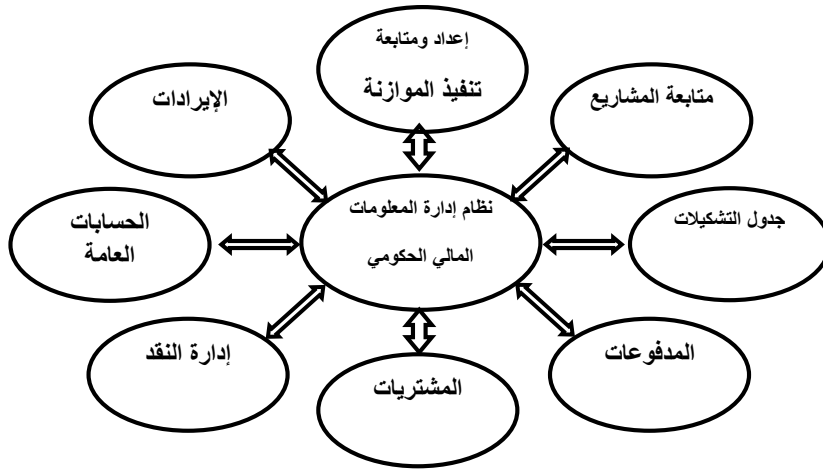 إعداد ومتابعة
تنفيذ الموازنة
متابعة المشاريع
الإيرادات
نظام إدارة المعلومات
المالي الحكومي
جدول التشكيلات
الحسابات
العامة
المدفوعات
إدارة النقد
المشتريات